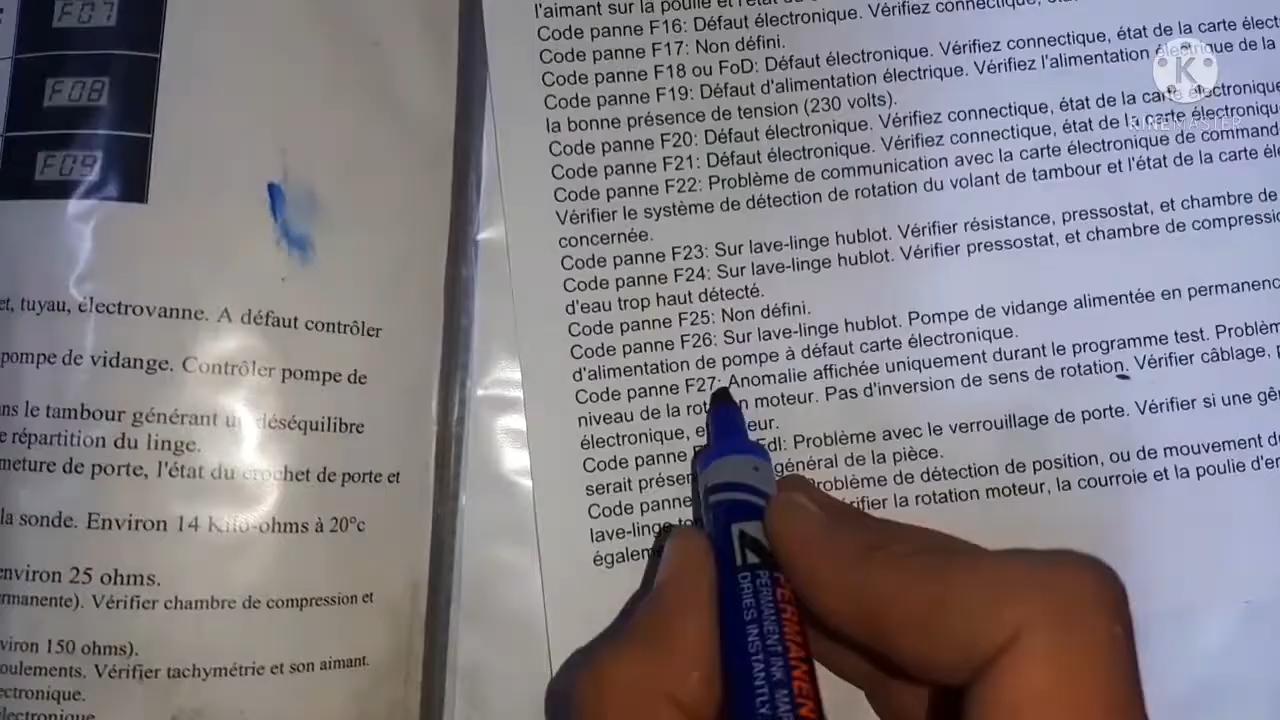 F07
F08
F09
et, tuyau, électrovanne. A défaut contrôler
pompe de vidange. Contrôler pompe de
ns le tambour générant un déséquilibre
e répartition du linge.
meture de porte, l'état du crochet de porte et
la sonde. Environ 14 Kilo-ohms à 20°c
nviron 25 ohms.
rmanente). Vérifier chambre de compression et
viron 150 ohms).
oulements. Vérifier tachymétrie et son aimant.
ectronique.
électronique
l'aimant sur la poulie et l'état
Code panne F16: Défaut électronique. Vérifiez connectique,
Code panne F17: Non défini.
Code panne F18 ou FoD: Défaut électronique. Vérifiez connectique, état de la carte élect
Code panne F19: Défaut d'alimentation électrique. Vérifiez l'alimentation électrique de la
la bonne présence de tension (230 volts).
Code panne F20: Défaut électronique. Vérifiez connectique, état de la carte électronique
Code panne F21: Défaut électronique. Vérifiez connectique, état de la carte électroniqu
Code panne F22: Problème de communication avec la carte électronique de command
Vérifier le système de détection de rotation du volant de tambour et l'état de la carte éle
concernée.
Code panne F23: Sur lave-linge hublot. Vérifier résistance, pressostat, et chambre de
Code panne F24: Sur lave-linge hublot. Vérifier pressostat, et chambre de compressio
d'eau trop haut détecté.
Code panne F25: Non défini.
Code panne F26: Sur lave-linge hublot. Pompe de vidange alimentée en permanenc
d'alimentation de pompe à défaut carte électronique.
Code panne F27: Anomalie affichée uniquement durant le programme test. Problèm
niveau de la rot n moteur. Pas d'inversion de sens de rotation. Vérifier câblage,
électronique, e eur.
Code panne Fdl: Problème avec le verrouillage de porte. Vérifier si une gê
serait présen général de la pièce.
Code panne roblème de détection de position, ou de mouvement d
lave-linge to rifier la rotation moteur, la courroie et la poulie d'en
égalem
KINEMASTER
K
PERMANEN
PERMANENT INK MAR
DRIES INSTANTLY